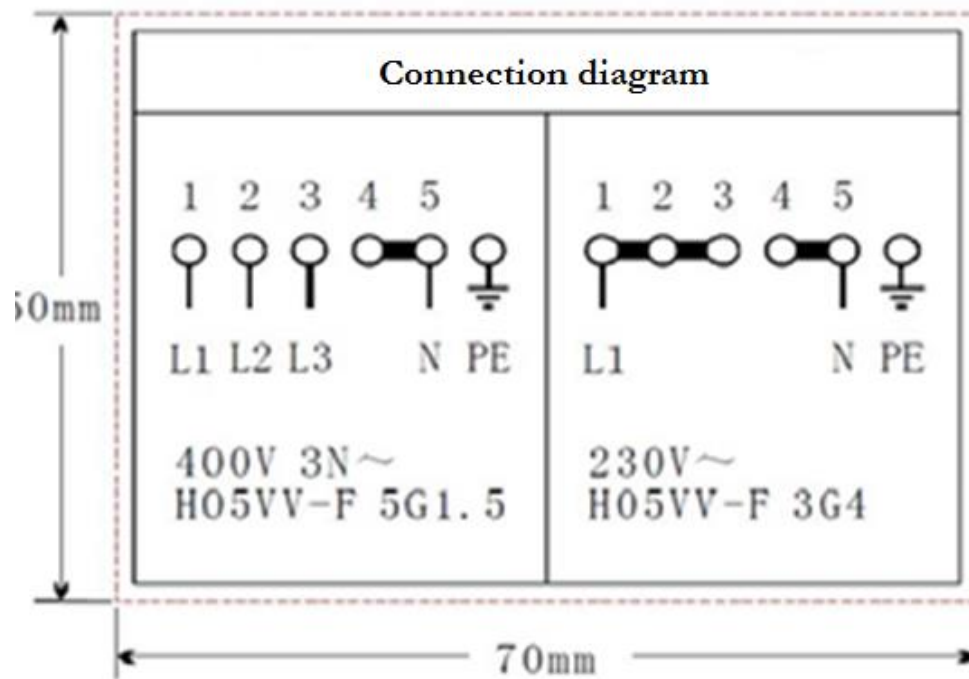 Connection diagram
1 2 3 4 5
L1 L2 L3 N PE
400V 3N～
H05VV-F 5G1.5
1 2 3 4 5
L1 N PE
230V～
H05VV-F 3G4
0mm
70mm